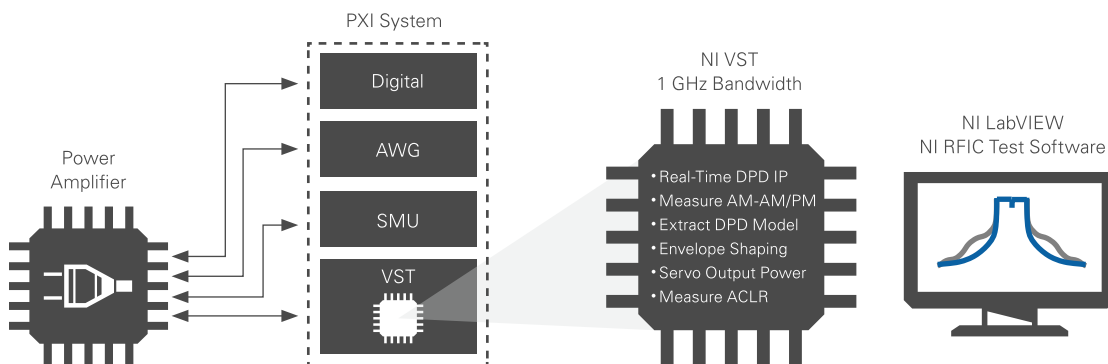 PXI System
Digital
AWG
SMU
VST
Power
Amplifier
NI VST
1 GHz Bandwidth
•Real-Time DPD IP
•Measure AM-AM/PM
•Extract DPD Model
•Envelope Shaping
•Servo Output Power
•Measure ACLR
NI LabVIEW
NI RFIC Test Software